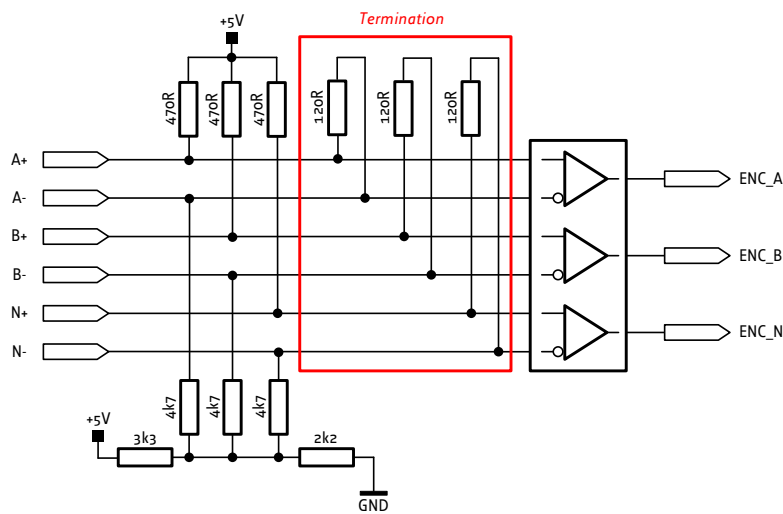 Termination
+5V
470R
470R
470R
120R
120R
120R
A+
ENC_A
A-
B+
ENC_B
B-
N+
ENC_N
N-
4k7
4k7
4k7
+5V
3k3
2k2
GND